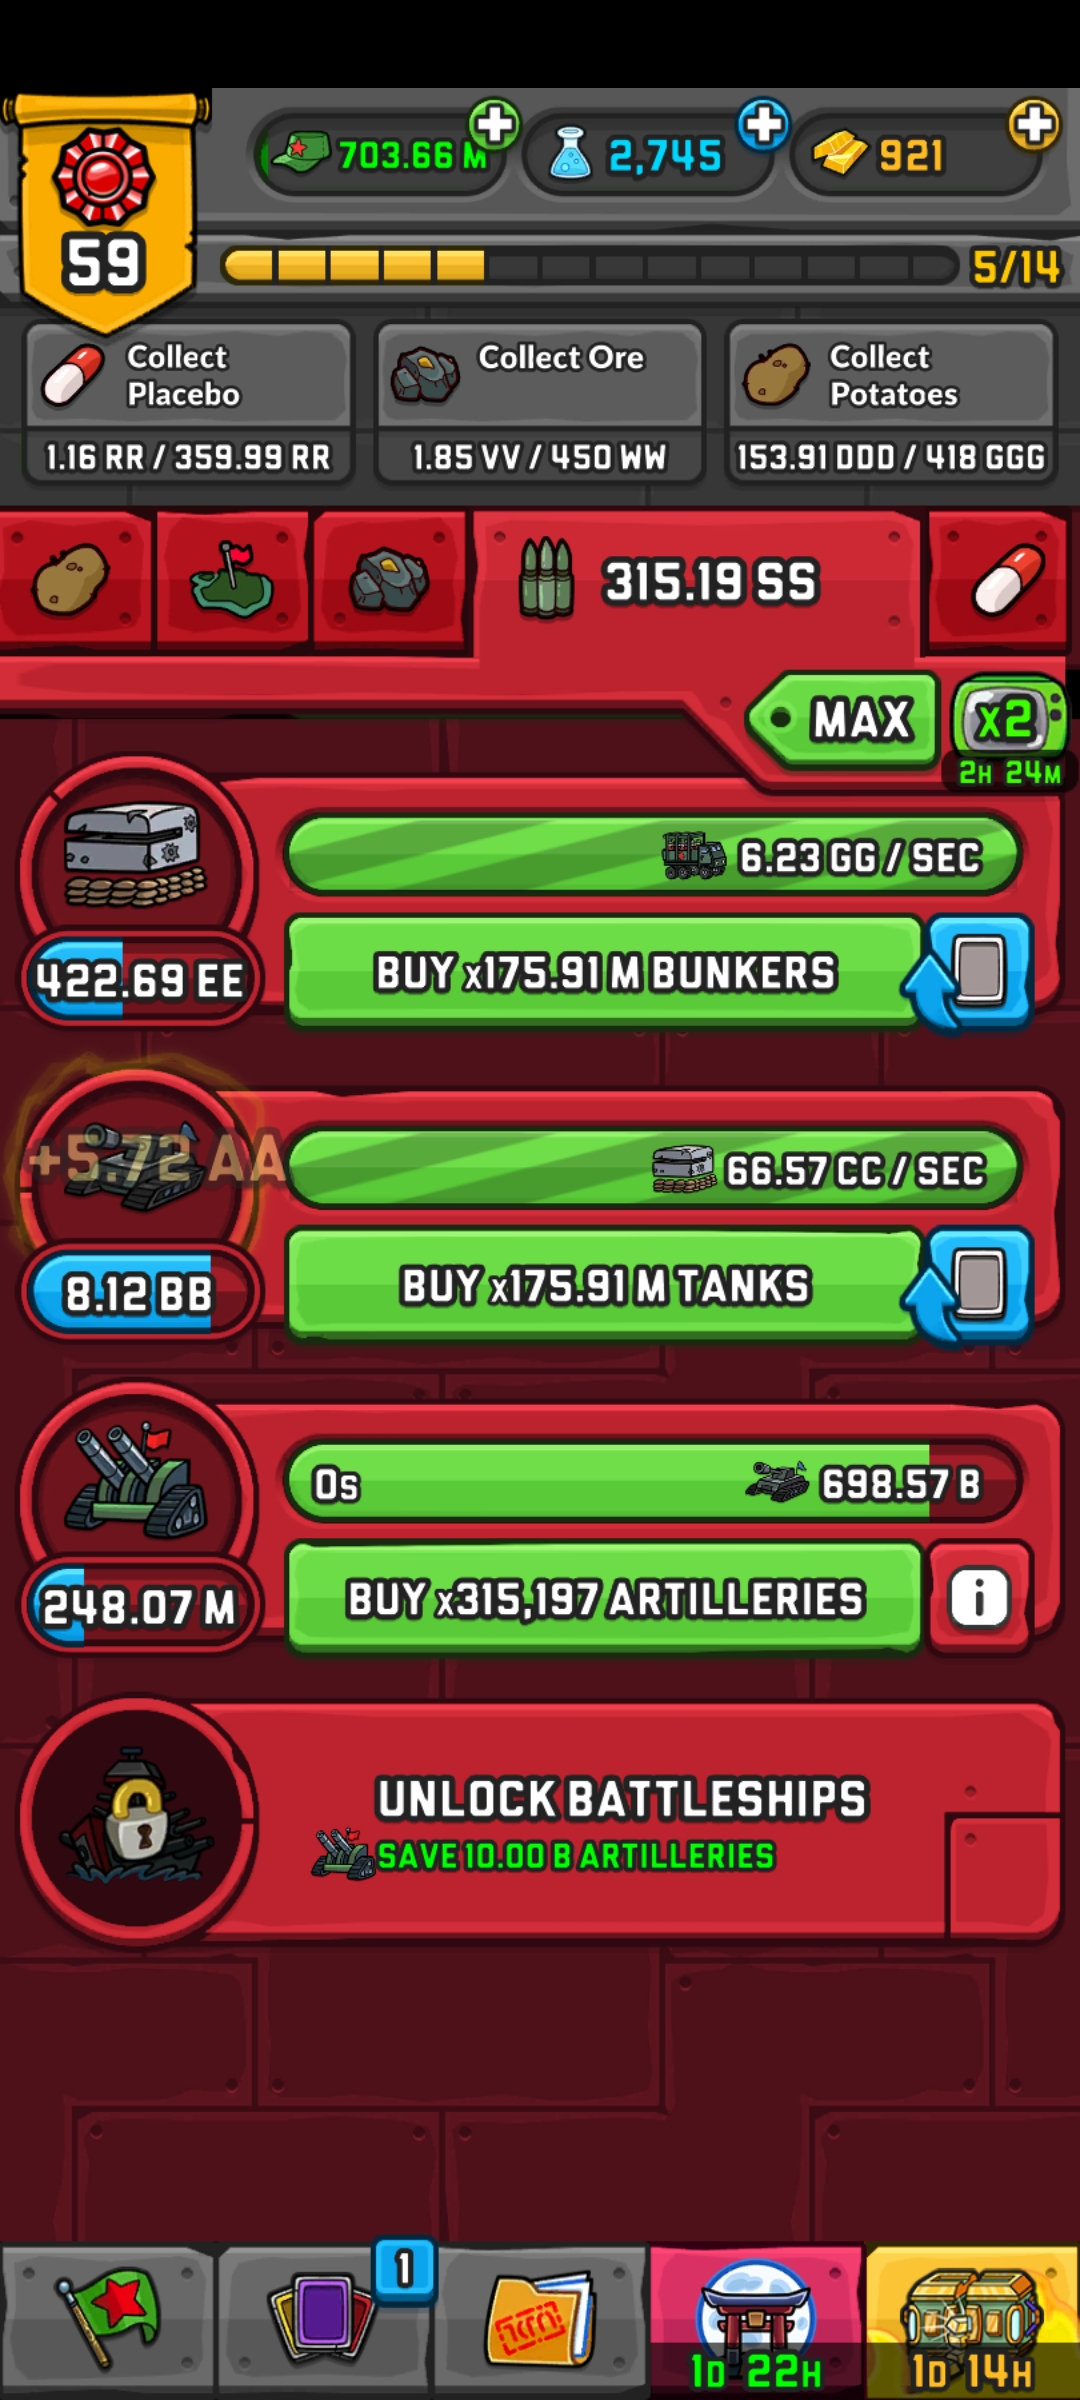 703.66 M
2,745
921
59
5/14
Collect Placebo
1.16 RR / 359.99 RR
Collect Ore
1.85 VV / 450 WW
Collect Potatoes
153.91 DDD / 418 GGG
315.19 SS
MAX
x2
2H 24M
6.23 GG / SEC
422.69 EE
BUY x175.91 M BUNKERS
+5.72 AA
66.57 CC / SEC
8.12 BB
BUY x175.91 M TANKS
0s
698.57 B
248.07 M
BUY x315,197 ARTILLERIES
i
UNLOCK BATTLESHIPS
SAVE 10.00 B ARTILLERIES
1
1D 22H
1D 14H